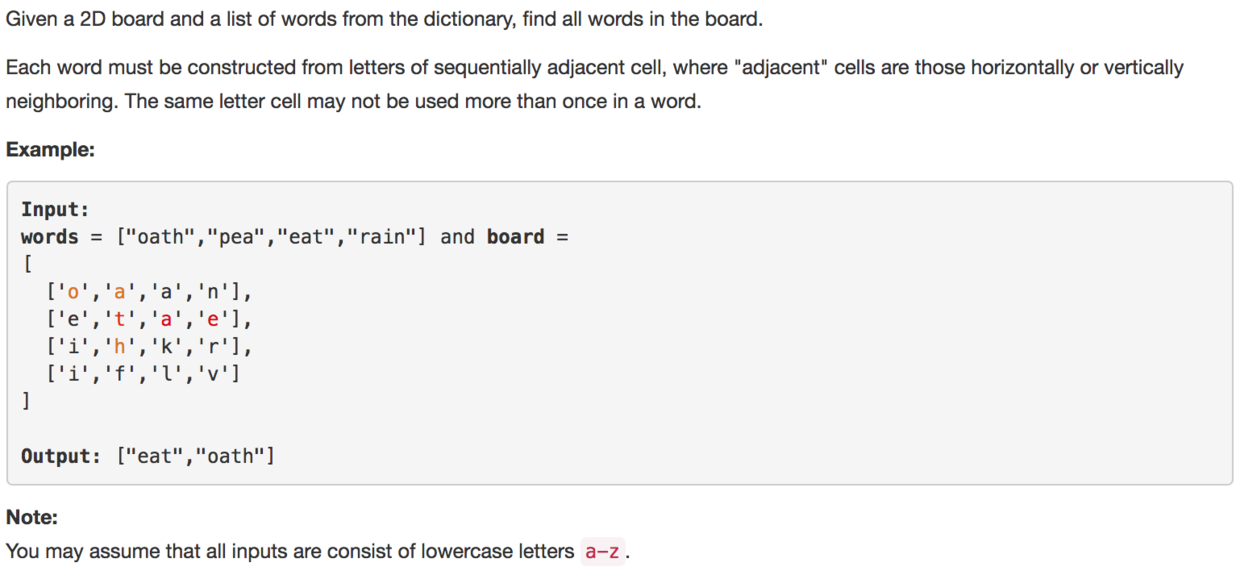 Given a 2D board and a list of words from the dictionary, find all words in the board.
Each word must be constructed from letters of sequentially adjacent cell, where "adjacent" cells are those horizontally or vertically
neighboring. The same letter cell may not be used more than once in a word.
Example:
Input:
words = ["oath","pea","eat","rain"] and board =
[
  ['o','a','a','n'],
  ['e','t','a','e'],
  ['i','h','k','r'],
  ['i','f','l','v']
]
Output: ["eat","oath"]
Note:
You may assume that all inputs are consist of lowercase letters a-z.